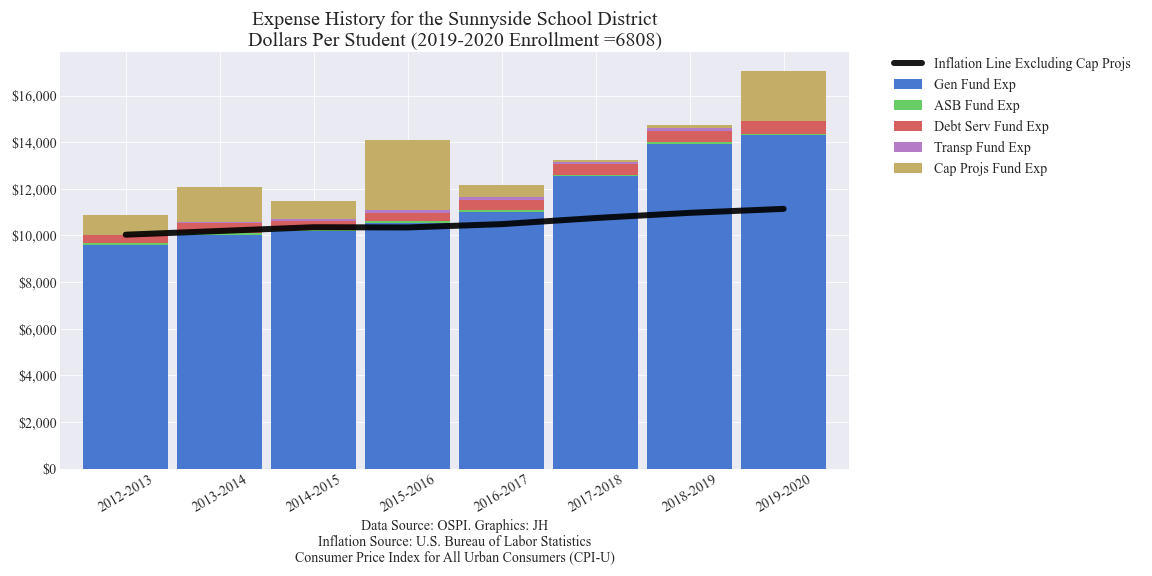 Expense History for the Sunnyside School District
Dollars Per Student (2019-2020 Enrollment =6808)
Inflation Line Excluding Cap Projs
Gen Fund Exp
ASB Fund Exp
Debt Serv Fund Exp
Transp Fund Exp
Cap Projs Fund Exp
$16,000
$14,000
$12,000
$10,000
$8,000
$6,000
$4,000
$2,000
$0
2012-2013
2013-2014
2014-2015
2015-2016
2016-2017
2017-2018
2018-2019
2019-2020
Data Source: OSPI. Graphics: JH
Inflation Source: U.S. Bureau of Labor Statistics
Consumer Price Index for All Urban Consumers (CPI-U)